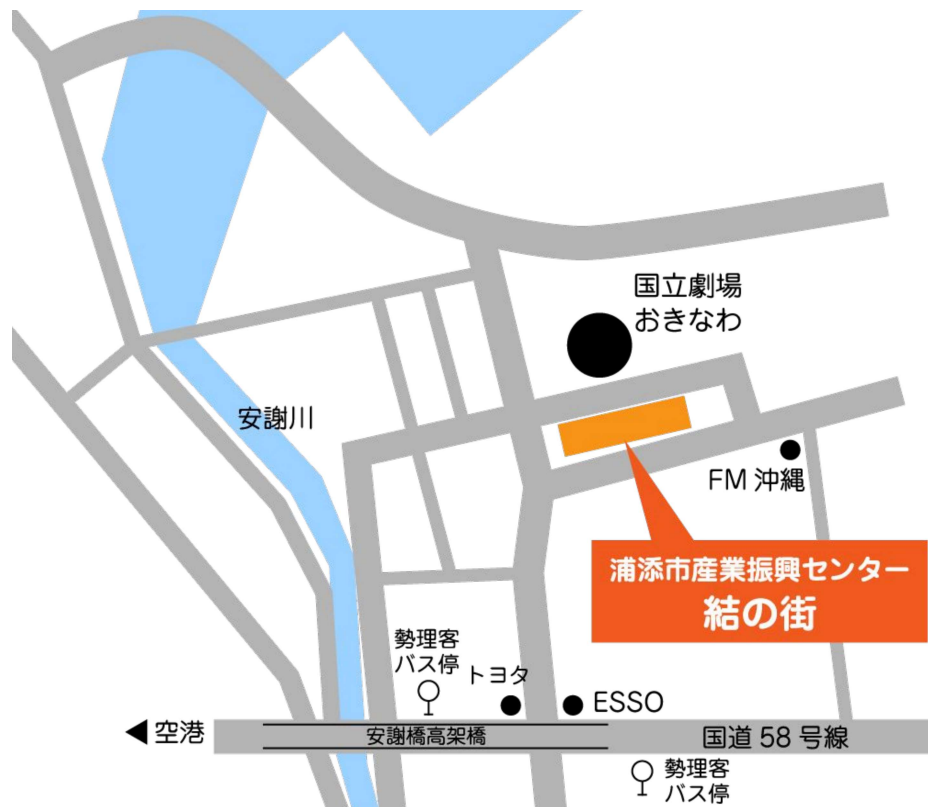 国立劇場
おきなわ
安謝川
FM 沖縄
浦添市産業振興センター
結の街
勢理客
バス停
トヨタ
ESSO
空港
安謝橋高架橋
国道 58 号線
勢理客
バス停